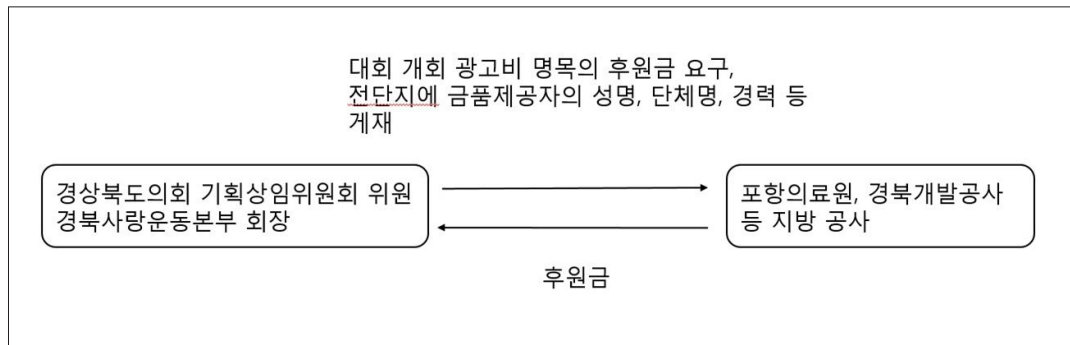 대회 개회 광고비 명목의 후원금 요구,
전단지에 금품제공자의 성명, 단체명, 경력 등
게재
경상북도의회 기획상임위원회 위원
경북사랑운동본부 회장
포항의료원, 경북개발공사
등 지방 공사
후원금